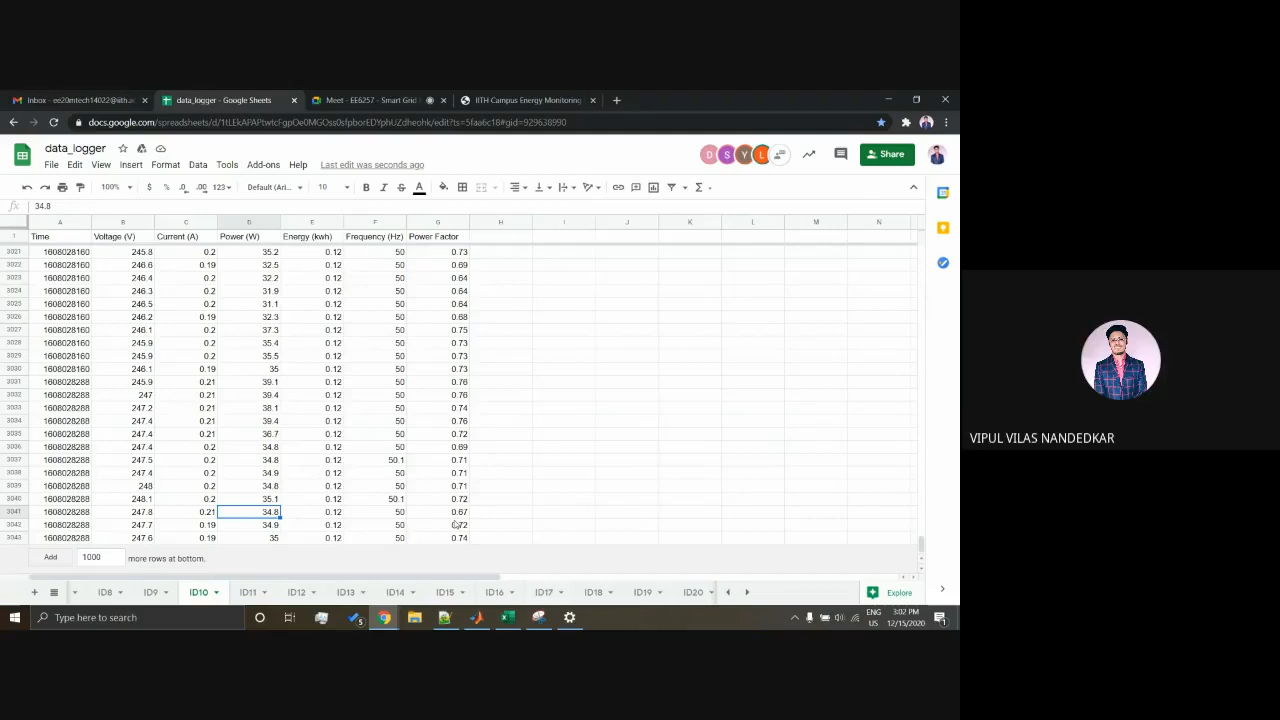 Inbox - ee20mtech14022@iith.ac
data_logger - Google Sheets
Meet - EE6257 - Smart Grid
IITH Campus Energy Monitoring
data_logger
File Edit View Insert Format Data Tools Add-ons Help Last edit was seconds ago
Share
100% $ % .0 .00 123 Default (Ari... 10 B I S A
fx 34.8
A B C D E F G H I J K L M N
1 Time Voltage (V) Current (A) Power (W) Energy (kwh) Frequency (Hz) Power Factor
3021 1608028160 245.8 0.2 35.2 0.12 50 0.73
3022 1608028160 246.6 0.19 32.5 0.12 50 0.69
3023 1608028160 246.4 0.2 32.2 0.12 50 0.64
3024 1608028160 246.3 0.2 31.9 0.12 50 0.64
3025 1608028160 246.5 0.2 31.1 0.12 50 0.64
3026 1608028160 246.2 0.19 32.3 0.12 50 0.68
3027 1608028160 246.1 0.2 37.3 0.12 50 0.75
3028 1608028160 245.9 0.2 35.4 0.12 50 0.73
3029 1608028160 245.9 0.2 35.5 0.12 50 0.73
3030 1608028160 246.1 0.19 35 0.12 50 0.73
3031 1608028288 245.9 0.21 39.1 0.12 50 0.76
3032 1608028288 247 0.21 39.4 0.12 50 0.76
3033 1608028288 247.2 0.21 38.1 0.12 50 0.74
3034 1608028288 247.4 0.21 39.4 0.12 50 0.76
3035 1608028288 247.4 0.21 36.7 0.12 50 0.72
3036 1608028288 247.4 0.2 34.8 0.12 50 0.69
3037 1608028288 247.5 0.2 34.8 0.12 50.1 0.71
3038 1608028288 247.4 0.2 34.9 0.12 50 0.71
3039 1608028288 248 0.2 34.8 0.12 50 0.71
3040 1608028288 248.1 0.2 35.1 0.12 50.1 0.72
3041 1608028288 247.8 0.21 34.8 0.12 50 0.67
3042 1608028288 247.7 0.19 34.9 0.12 50 0.72
3043 1608028288 247.6 0.19 35 0.12 50 0.74
Add 1000 more rows at bottom.
ID8 ID9 ID10 ID11 ID12 ID13 ID14 ID15 ID16 ID17 ID18 ID19 ID20
Explore
Type here to search
ENG
US
3:02 PM
12/15/2020
VIPUL VILAS NANDEDKAR